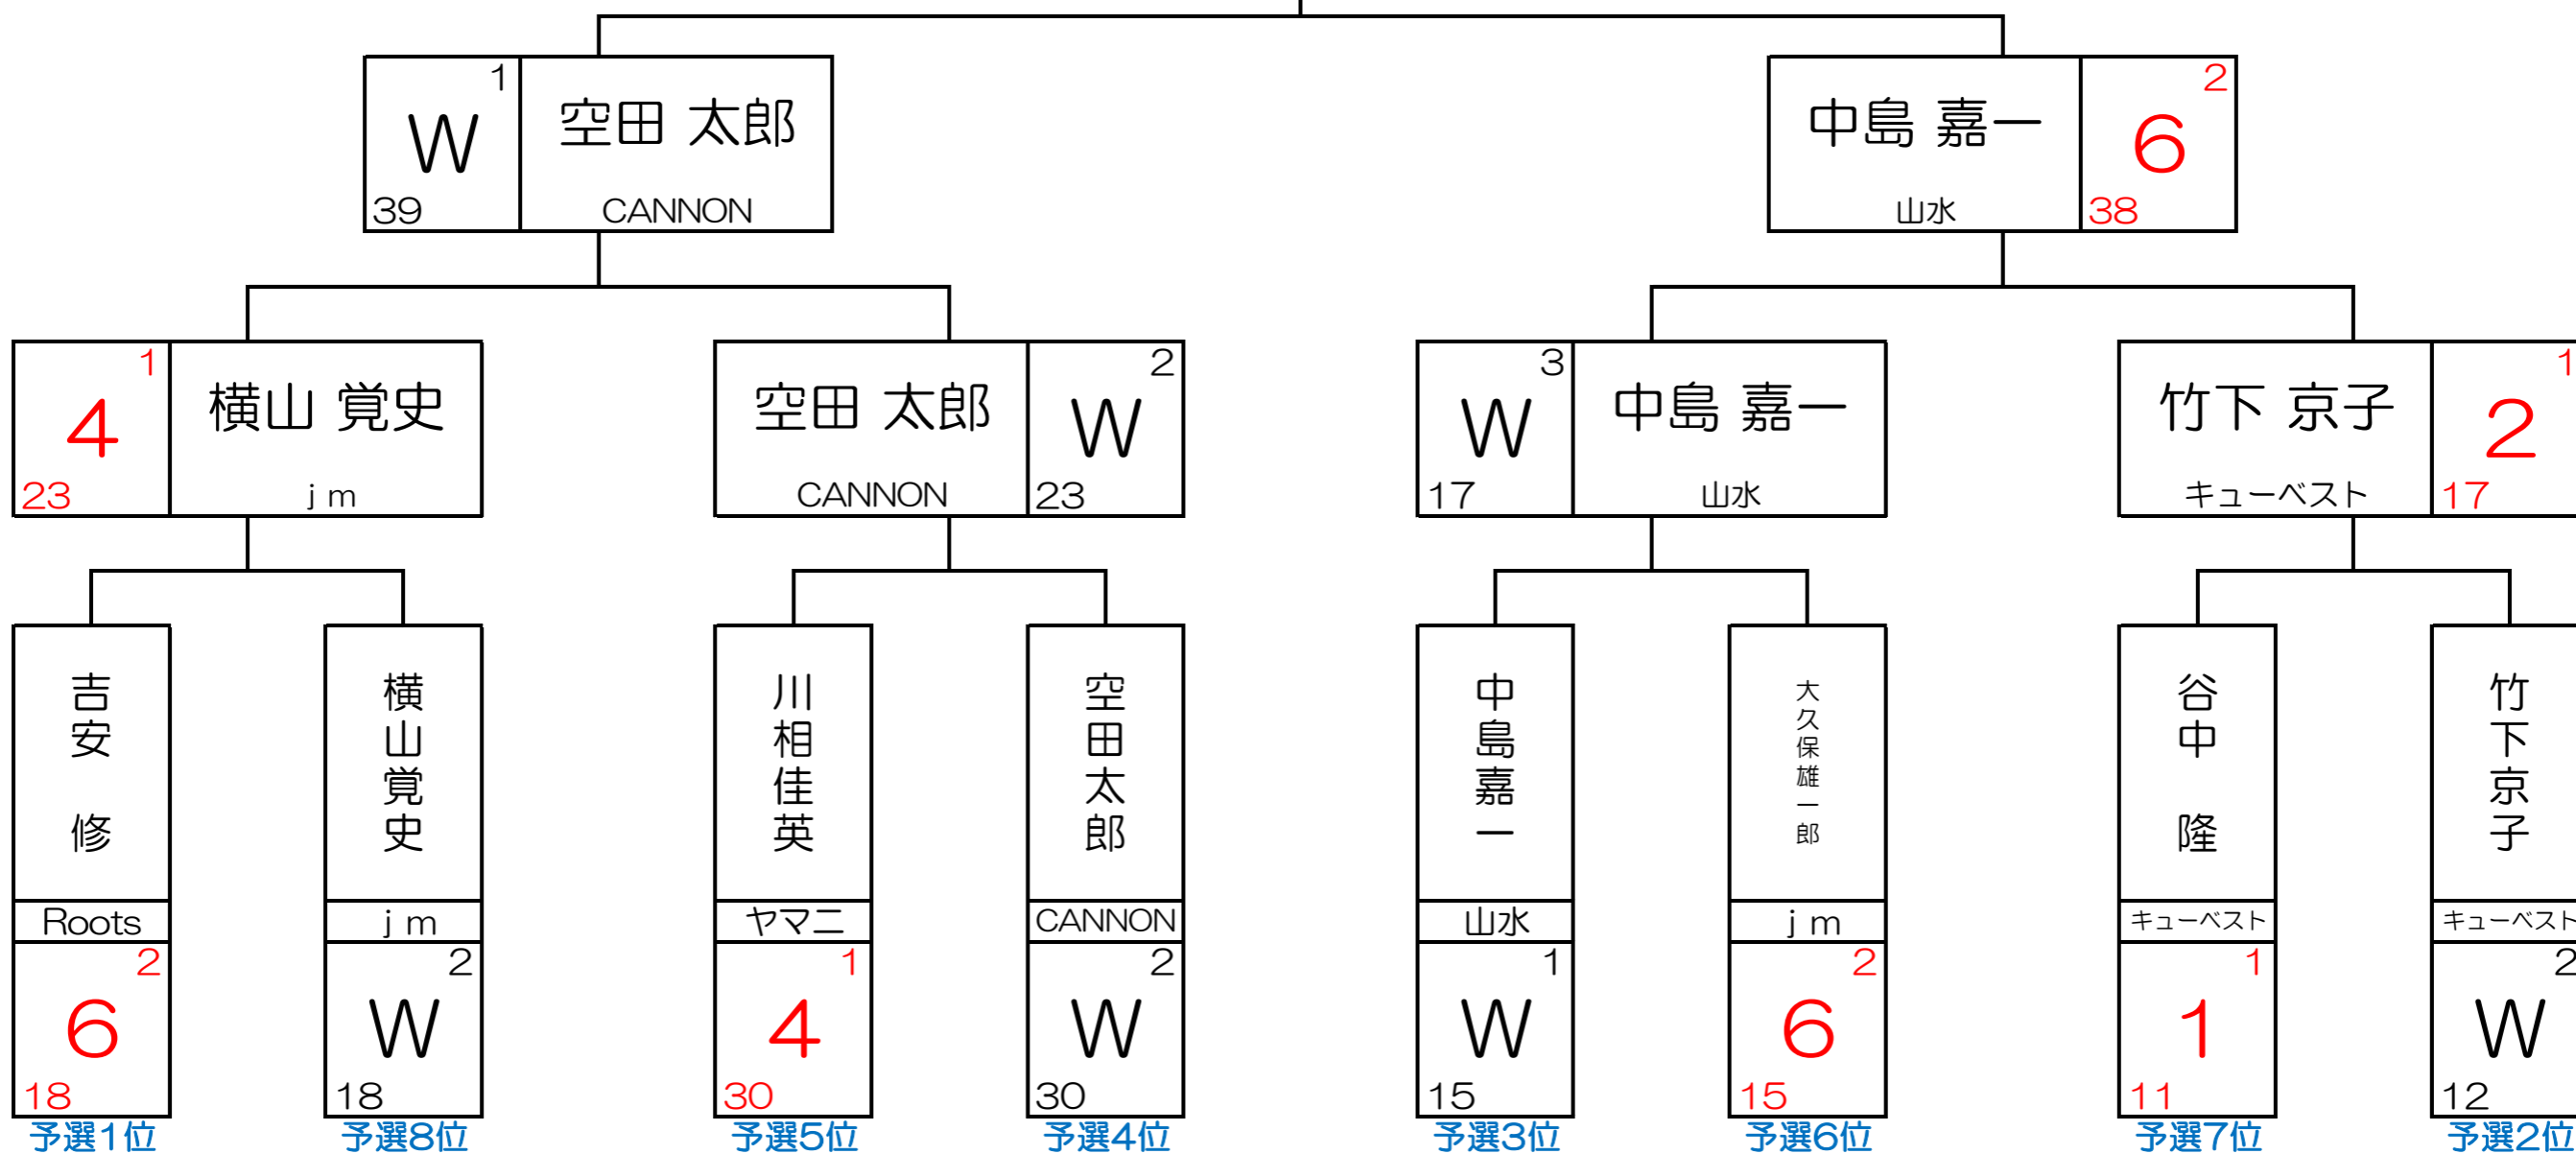 1
W
39
空田 太郎
CANNON
中島 嘉一
山水
2
6
38
1
4
23
横山 覚史
ｊｍ
空田 太郎
CANNON
2
W
23
3
W
17
中島 嘉一
山水
竹下 京子
キューベスト
1
2
17
吉安 修
Roots
2
6
18
予選1位
横山覚史
ｊｍ
2
W
18
予選8位
川相佳英
ヤマニ
1
4
30
予選5位
空田太郎
CANNON
2
W
30
予選4位
中島嘉一
山水
1
W
15
予選3位
大久保雄一郎
ｊｍ
2
6
15
予選6位
谷中 隆
キューベスト
1
1
11
予選7位
竹下京子
キューベスト
2
W
12
予選2位